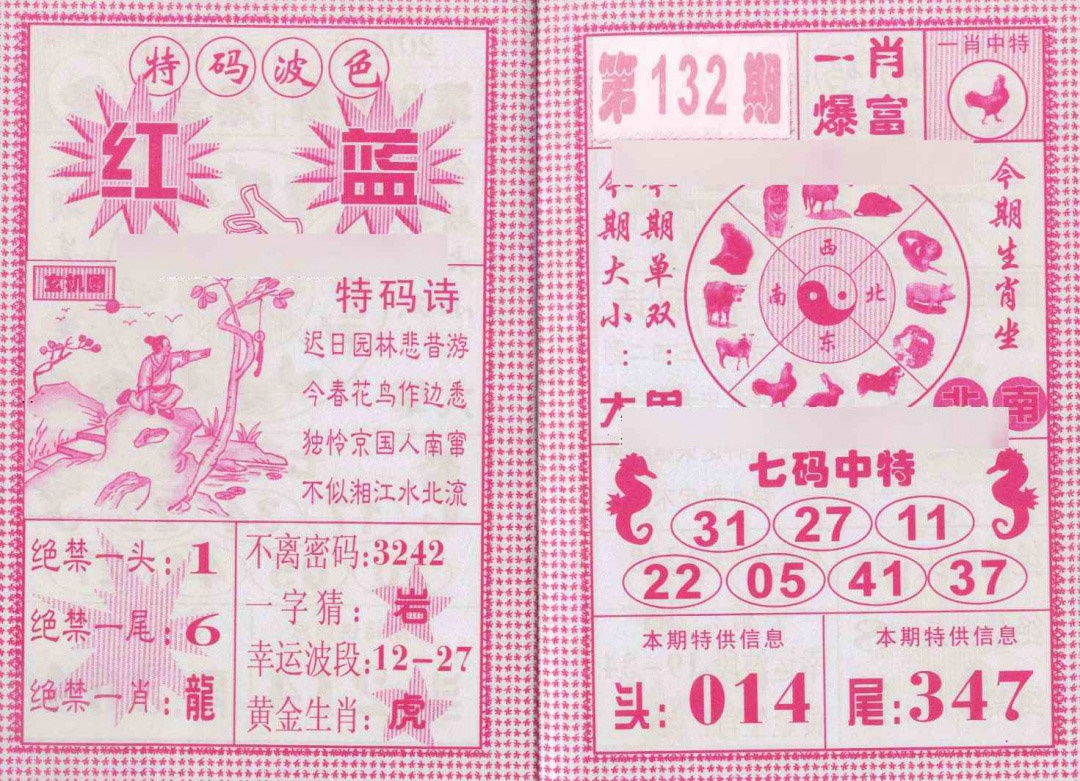 特码波色
红 蓝
玄机图
特码诗
迟日园林悲昔游
今春花鸟作边悉
独怜京国人南窜
不似湘江水北流
绝禁一头:1
绝禁一尾:6
绝禁一肖:龍
不离密码:3242
一字猜:岩
幸运波段:12-27
黄金生肖:虎
第132期
一肖
爆富
一肖中特
今期大小:大
今期单双:
西
南 北
东
今期生肖坐
北南
七码中特
31 27 11
22 05 41 37
本期特供信息
头:014
本期特供信息
尾:347